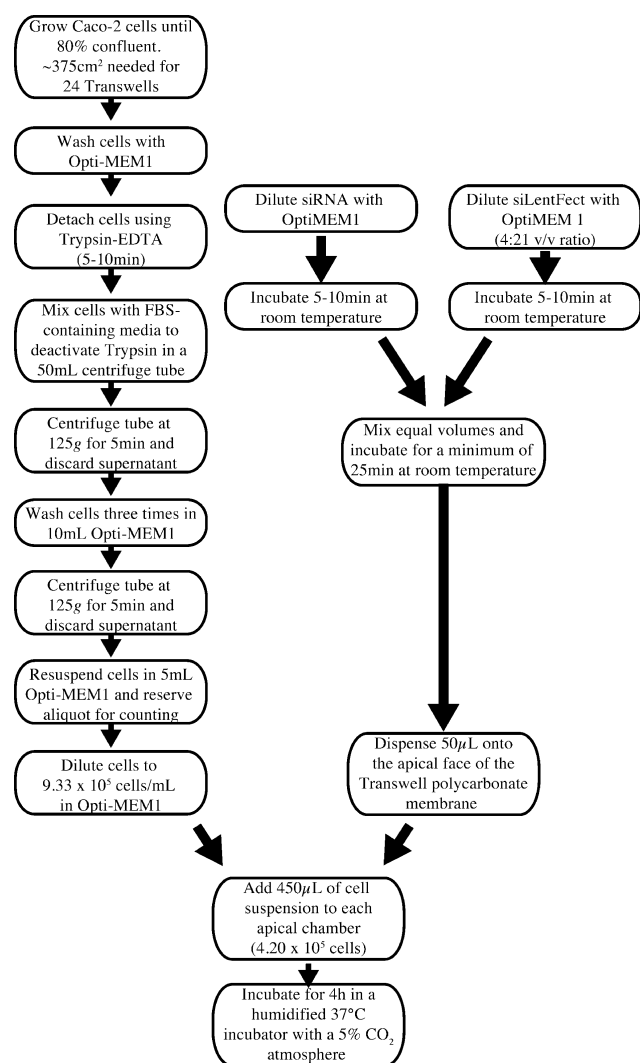 Grow Caco-2 cells until
80% confluent.
~375cm² needed for
24 Transwells
Wash cells with
Opti-MEM1
Detach cells using
Trypsin-EDTA
(5-10min)
Mix cells with FBS-
containing media to
deactivate Trypsin in a
50mL centrifuge tube
Centrifuge tube at
125g for 5min and
discard supernatant
Wash cells three times in
10mL Opti-MEM1
Centrifuge tube at
125g for 5min and
discard supernatant
Resuspend cells in 5mL
Opti-MEM1 and reserve
aliquot for counting
Dilute cells to
9.33 x 10⁵ cells/mL
in Opti-MEM1
Dilute siRNA with
OptiMEM1
Incubate 5-10min at
room temperature
Dilute siLentFect with
OptiMEM 1
(4:21 v/v ratio)
Incubate 5-10min at
room temperature
Mix equal volumes and
incubate for a minimum of
25min at room temperature
Dispense 50µL onto
the apical face of the
Transwell polycarbonate
membrane
Add 450µL of cell
suspension to each
apical chamber
(4.20 x 10⁵ cells)
Incubate for 4h in a
humidified 37°C
incubator with a 5% CO₂
atmosphere